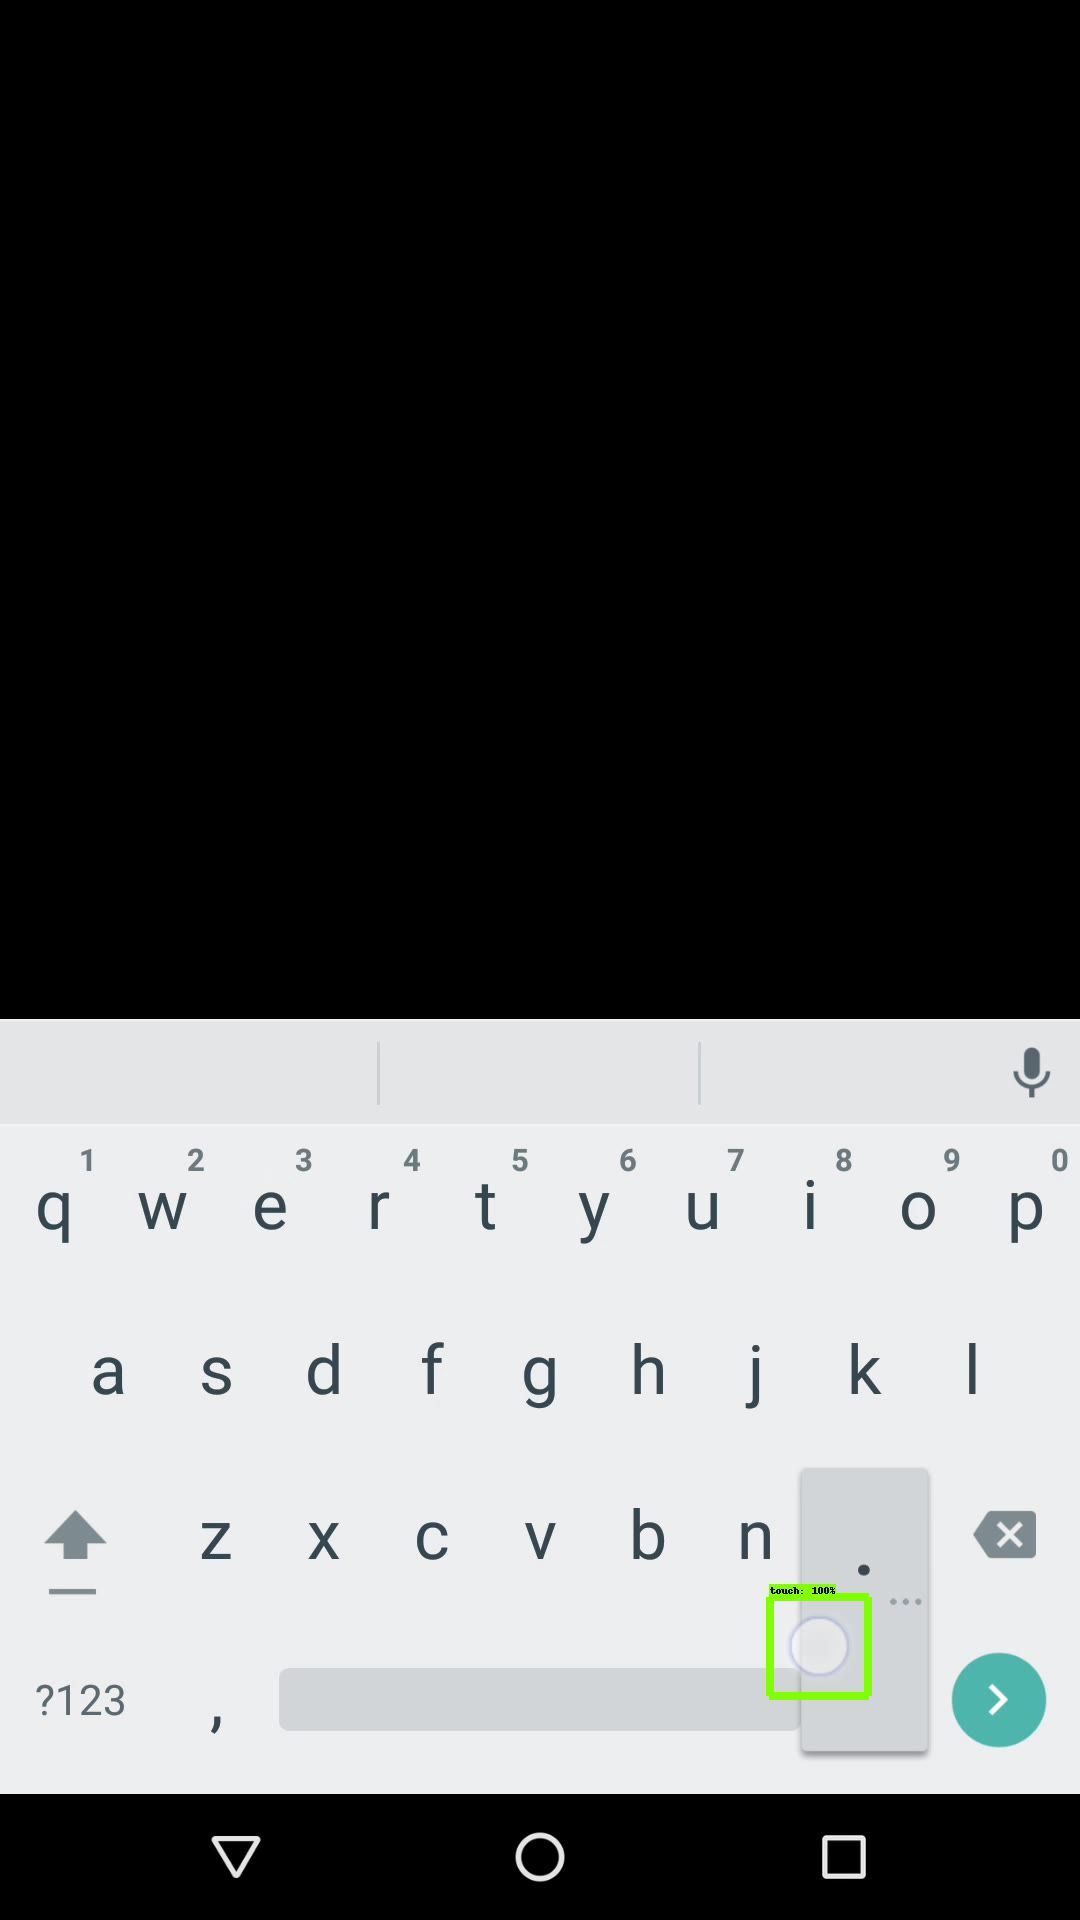 1 2 3 4 5 6 7 8 9 0
q w e r t y u i o p
a s d f g h j k l
z x c v b n .
touch: 100%
...
?123 ,